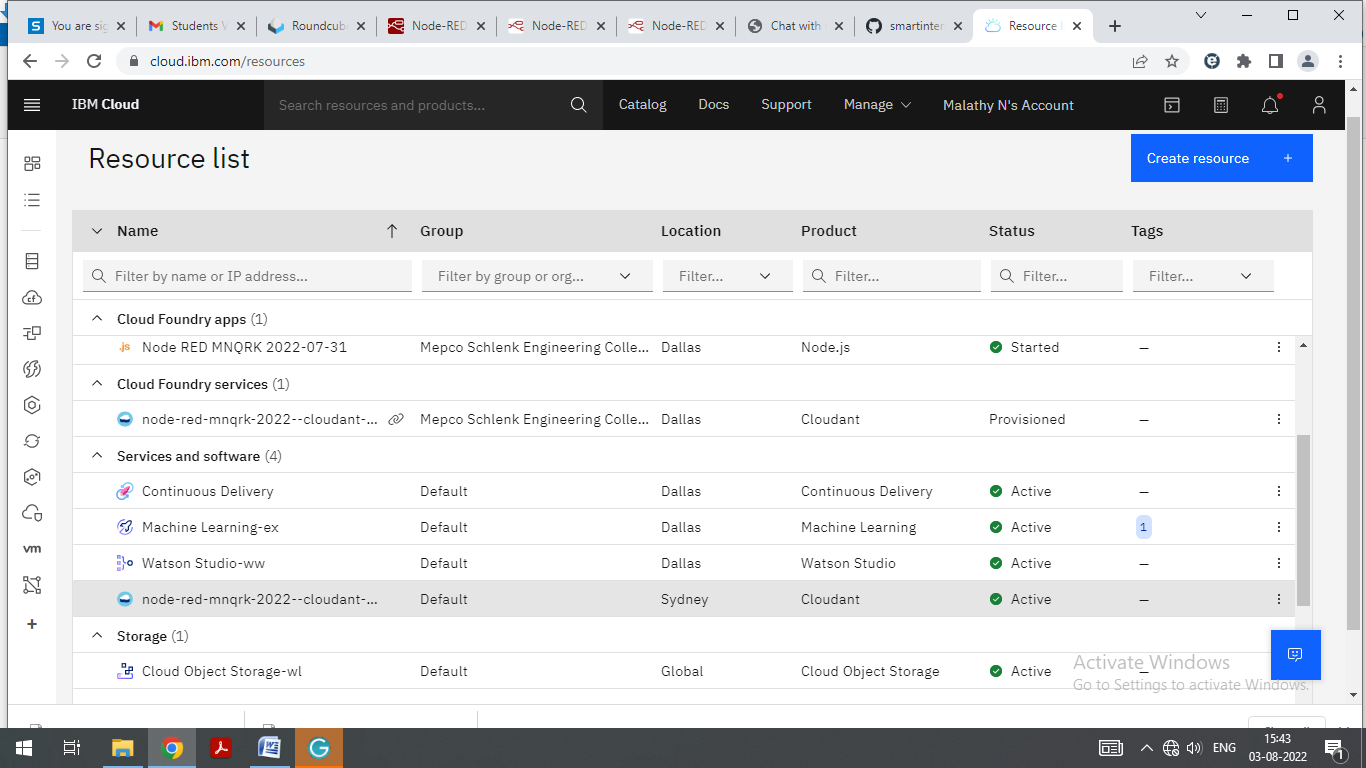 You are sig
Students V
Roundcube
Node-RED
Node-RED
Node-RED
Chat with
smartinter
Resource
cloud.ibm.com/resources
IBM Cloud
Search resources and products...
Catalog
Docs
Support
Manage
Malathy N's Account
Resource list
Create resource +
Name Group Location Product Status Tags
Filter by name or IP address... Filter by group or org... Filter... Filter... Filter... Filter...
Cloud Foundry apps (1)
.js Node RED MNQRK 2022-07-31 Mepco Schlenk Engineering Colle... Dallas Node.js Started –
Cloud Foundry services (1)
node-red-mnqrk-2022--cloudant-... Mepco Schlenk Engineering Colle... Dallas Cloudant Provisioned –
Services and software (4)
Continuous Delivery Default Dallas Continuous Delivery Active –
Machine Learning-ex Default Dallas Machine Learning Active 1
Watson Studio-ww Default Dallas Watson Studio Active –
node-red-mnqrk-2022--cloudant-... Default Sydney Cloudant Active –
Storage (1)
Cloud Object Storage-wl Default Global Cloud Object Storage Active –
vm
Activate Windows
Go to Settings to activate Windows.
ENG
15:43
03-08-2022
1